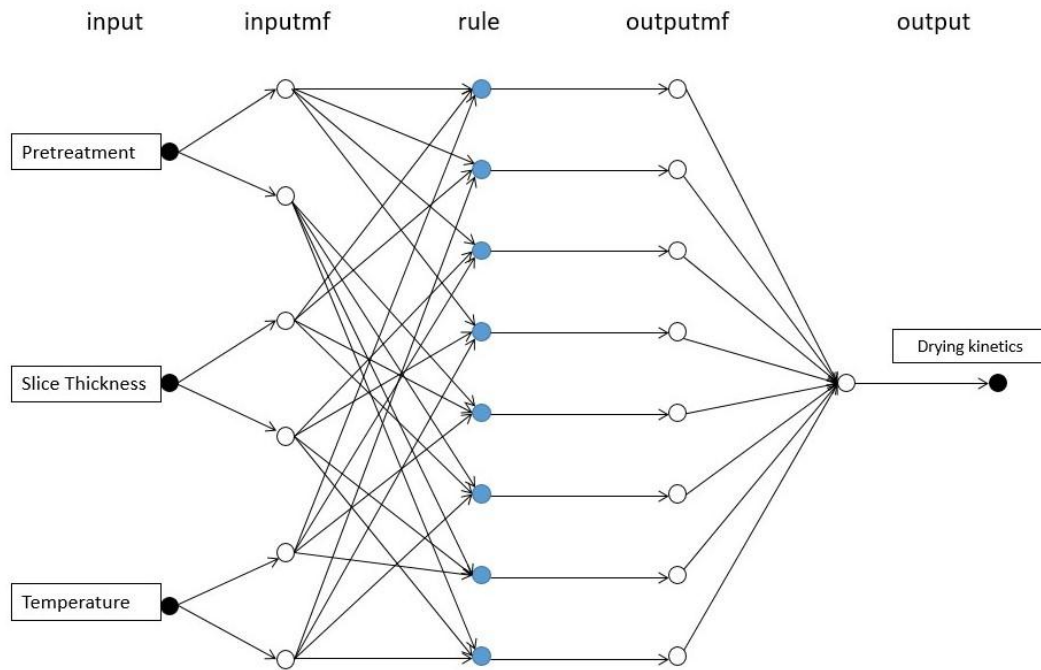 input inputmf rule outputmf output
Pretreatment
Slice Thickness
Drying kinetics
Temperature